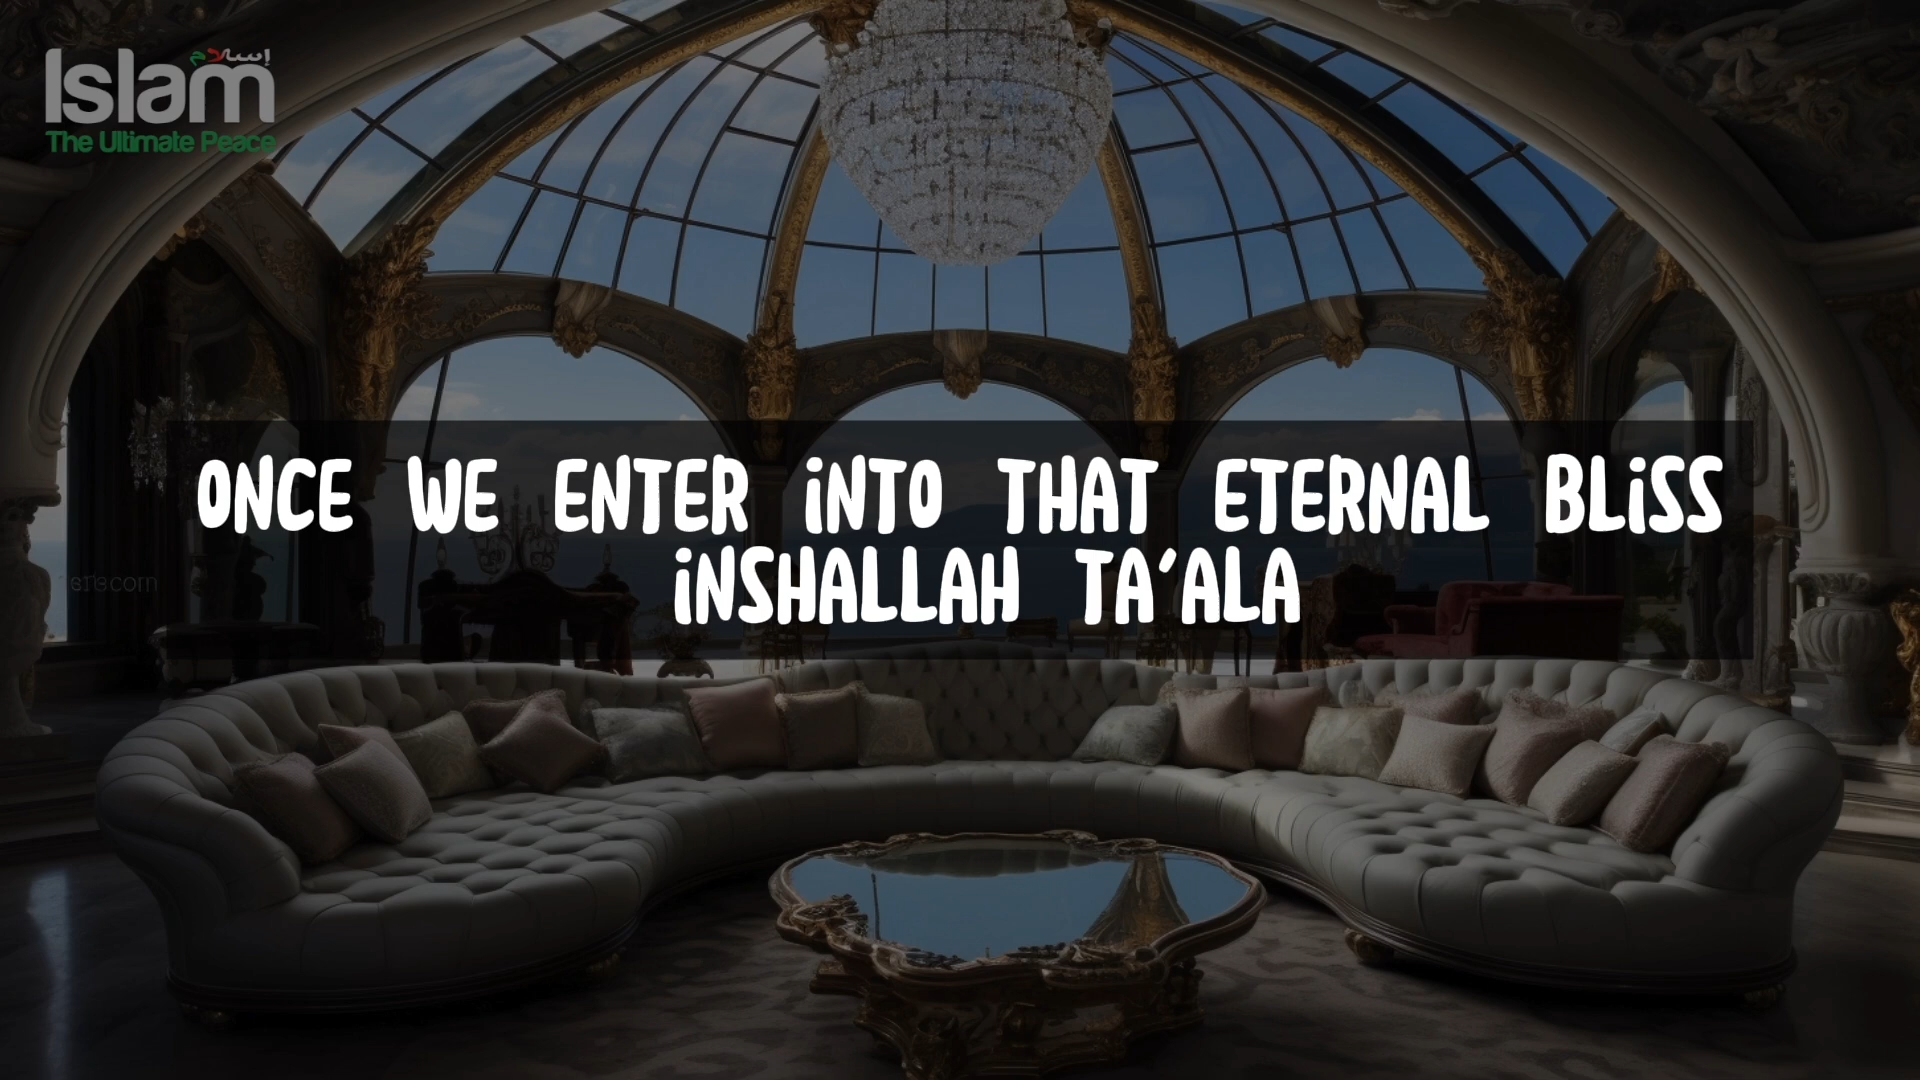 إسلام
Islam
The Ultimate Peace
ONCE WE ENTER iNTO THAT ETERNAL BLiSS
iNSHALLAH TA'ALA